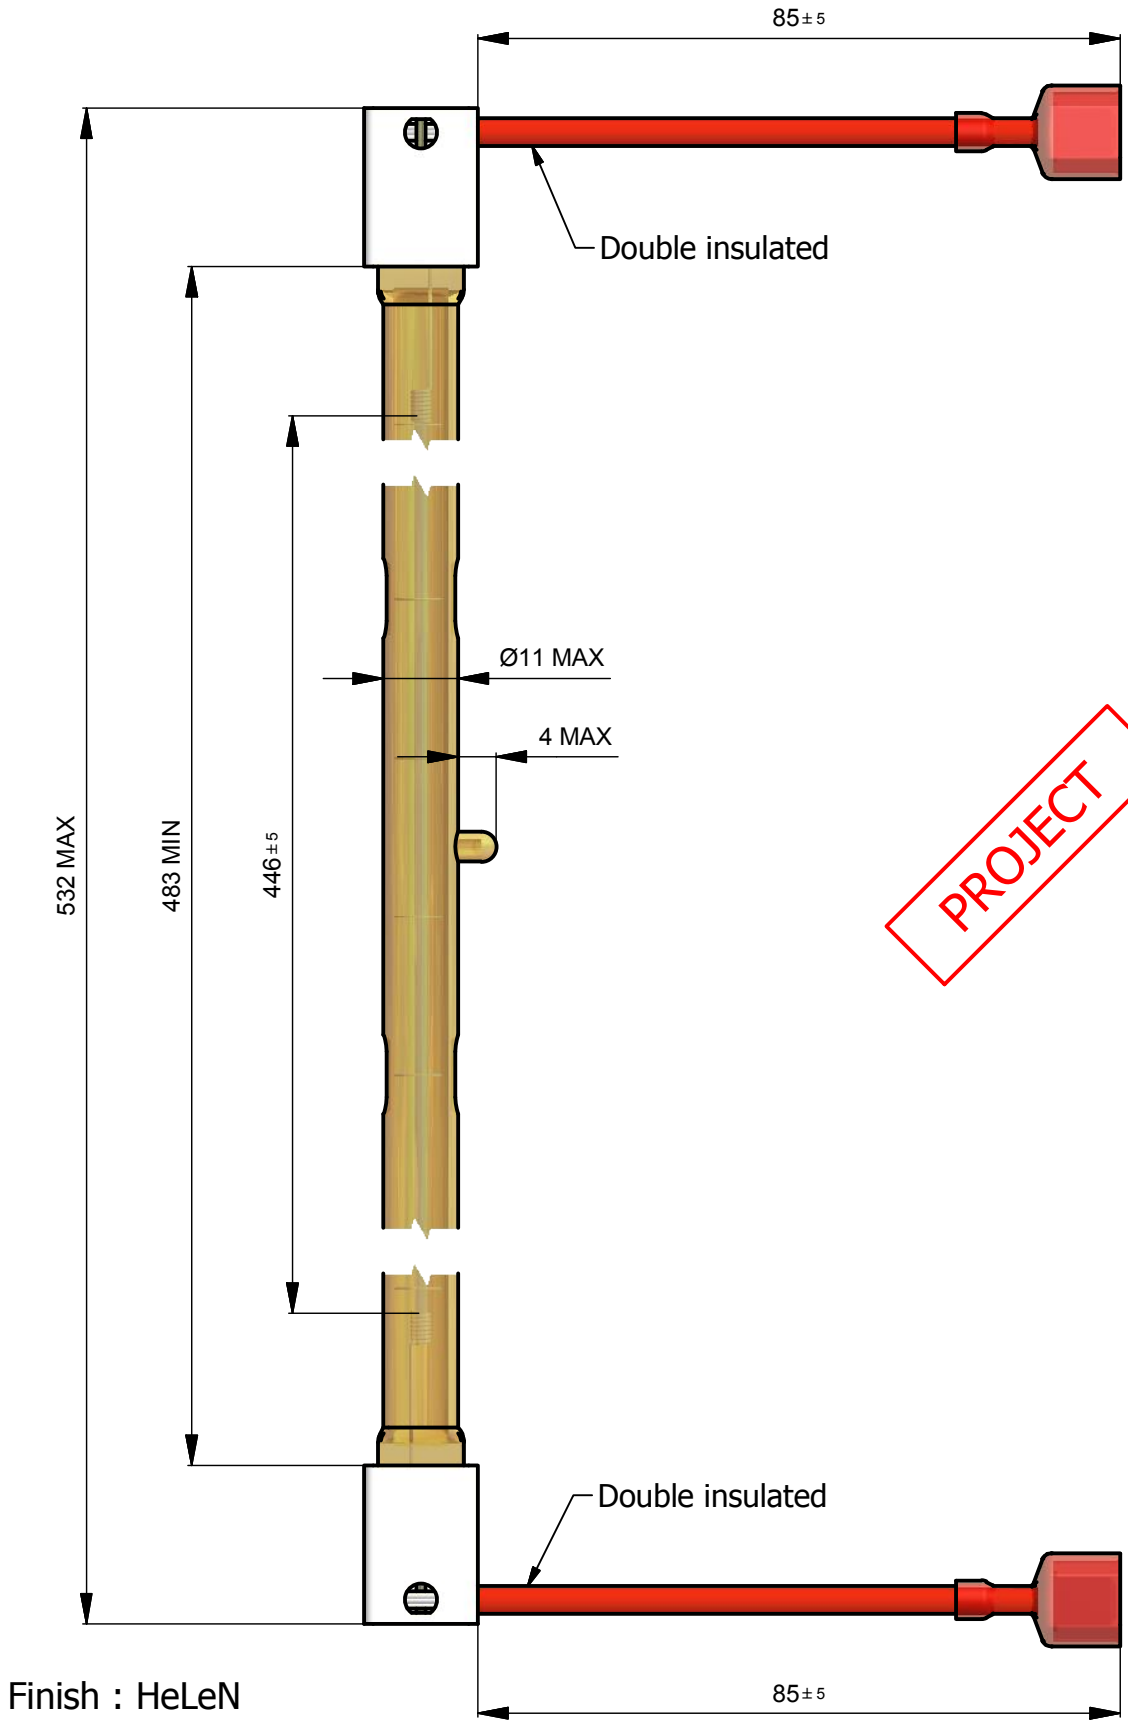 85±5
Double insulated
Ø11 MAX
4 MAX
532 MAX
483 MIN
446±5
PROJECT
Double insulated
Finish : HeLeN
85±5